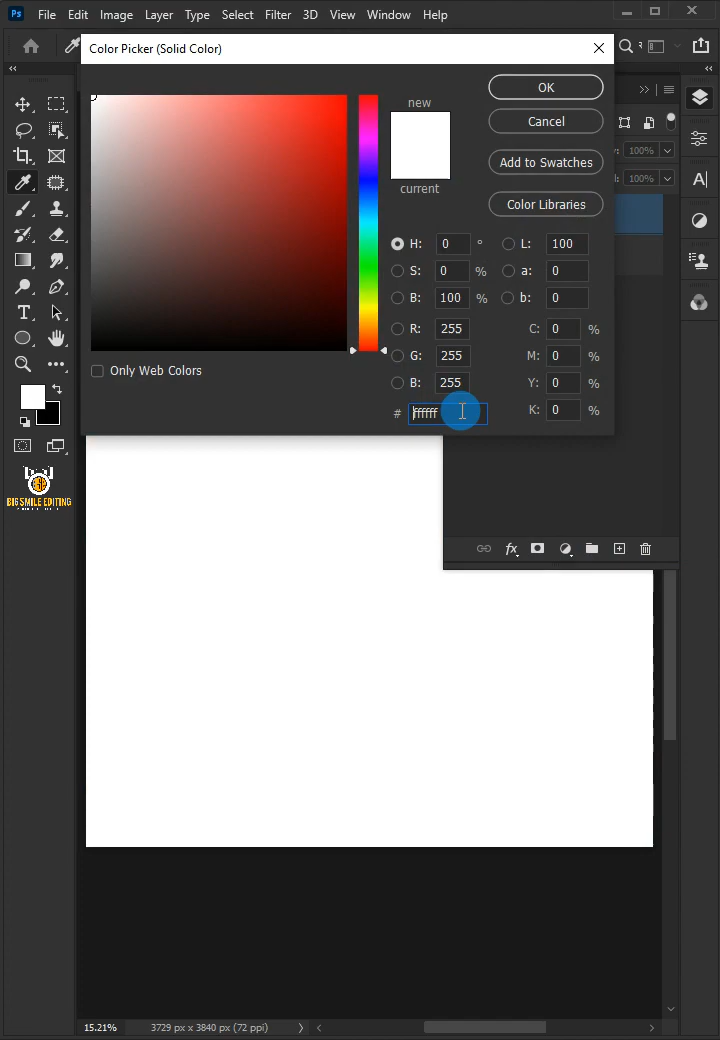 Ps File Edit Image Layer Type Select Filter 3D View Window Help
Color Picker (Solid Color)
new
current
OK
Cancel
Add to Swatches
Color Libraries
H: 0 ° L: 100
S: 0 % a: 0
B: 100 % b: 0
R: 255 C: 0 %
G: 255 M: 0 %
B: 255 Y: 0 %
# ffffff K: 0 %
Only Web Colors
100%
100%
BIG SMILE EDITING
fx
15.21% 3729 px x 3840 px (72 ppi)